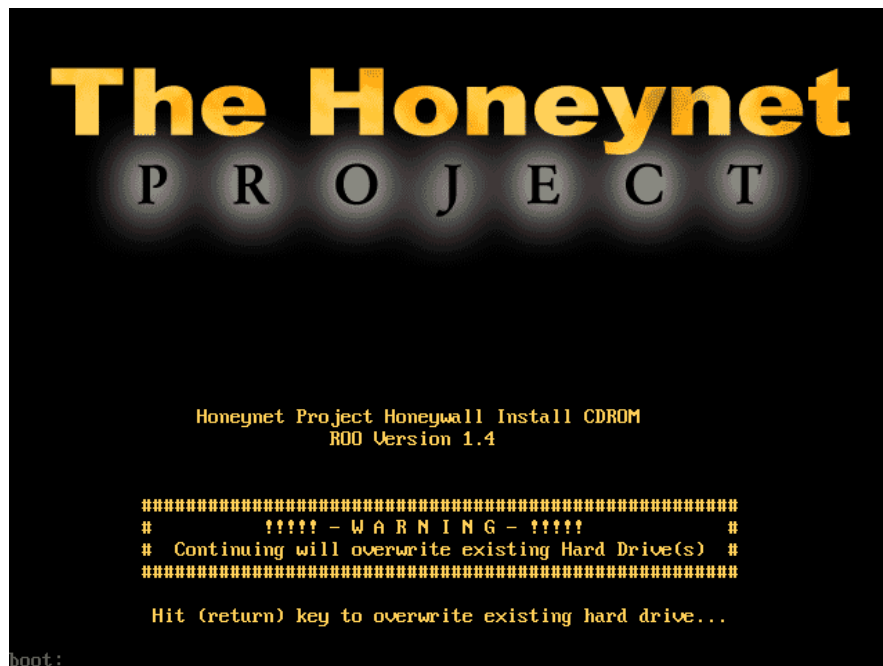 The Honeynet
PROJECT
Honeynet Project Honeywall Install CDROM
ROO Version 1.4
########################################################
# !!!!! - W A R N I N G - !!!!! #
# Continuing will overwrite existing Hard Drive(s) #
########################################################
Hit (return) key to overwrite existing hard drive...
boot: